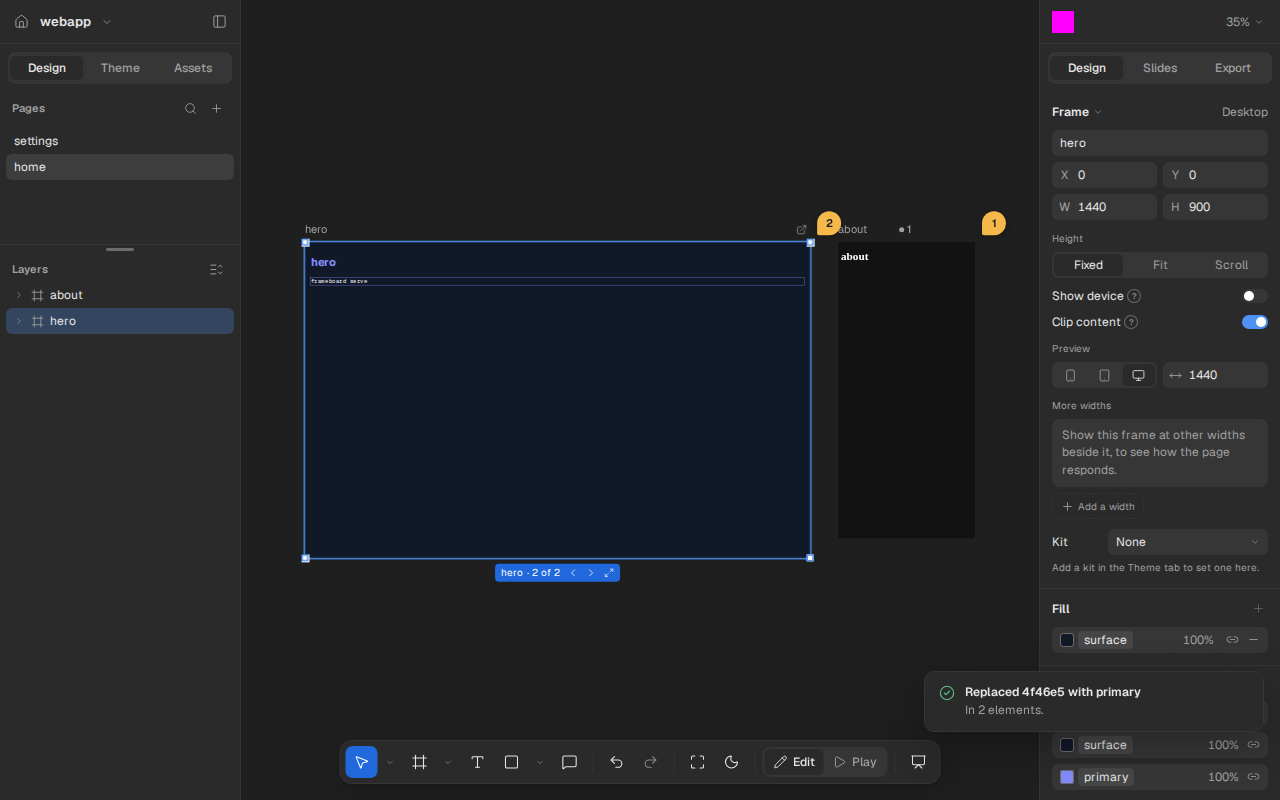 webapp
Design
Theme
Assets
Pages
settings
home
Layers
about
hero
hero
2
about
1
1
hero
frameboard serve
about
hero - 2 of 2
Edit
Play
35%
Design
Slides
Export
Frame
Desktop
hero
X 0
Y 0
W 1440
H 900
Height
Fixed
Fit
Scroll
Show device ?
Clip content ?
Preview
1440
More widths
Show this frame at other widths
beside it, to see how the page
responds.
Add a width
Kit
None
Add a kit in the Theme tab to set one here.
Fill
surface 100%
Replaced 4f46e5 with primary
In 2 elements.
surface 100%
primary 100%